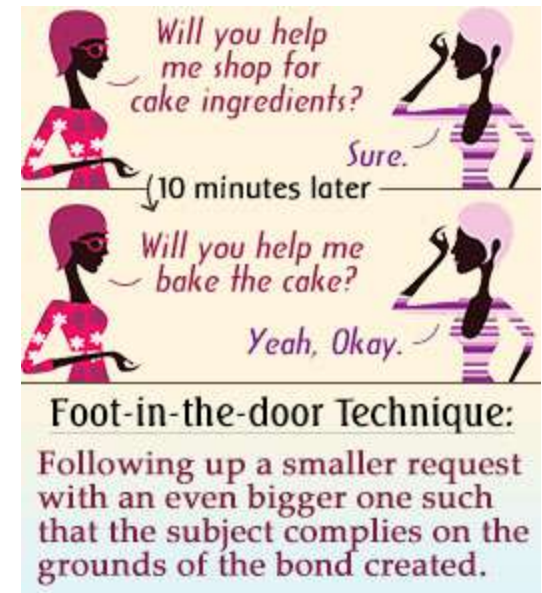 Will you help
me shop for
cake ingredients?
Sure.
10 minutes later
Will you help me
bake the cake?
Yeah, Okay.
Foot-in-the-door Technique:
Following up a smaller request
with an even bigger one such
that the subject complies on the
grounds of the bond created.